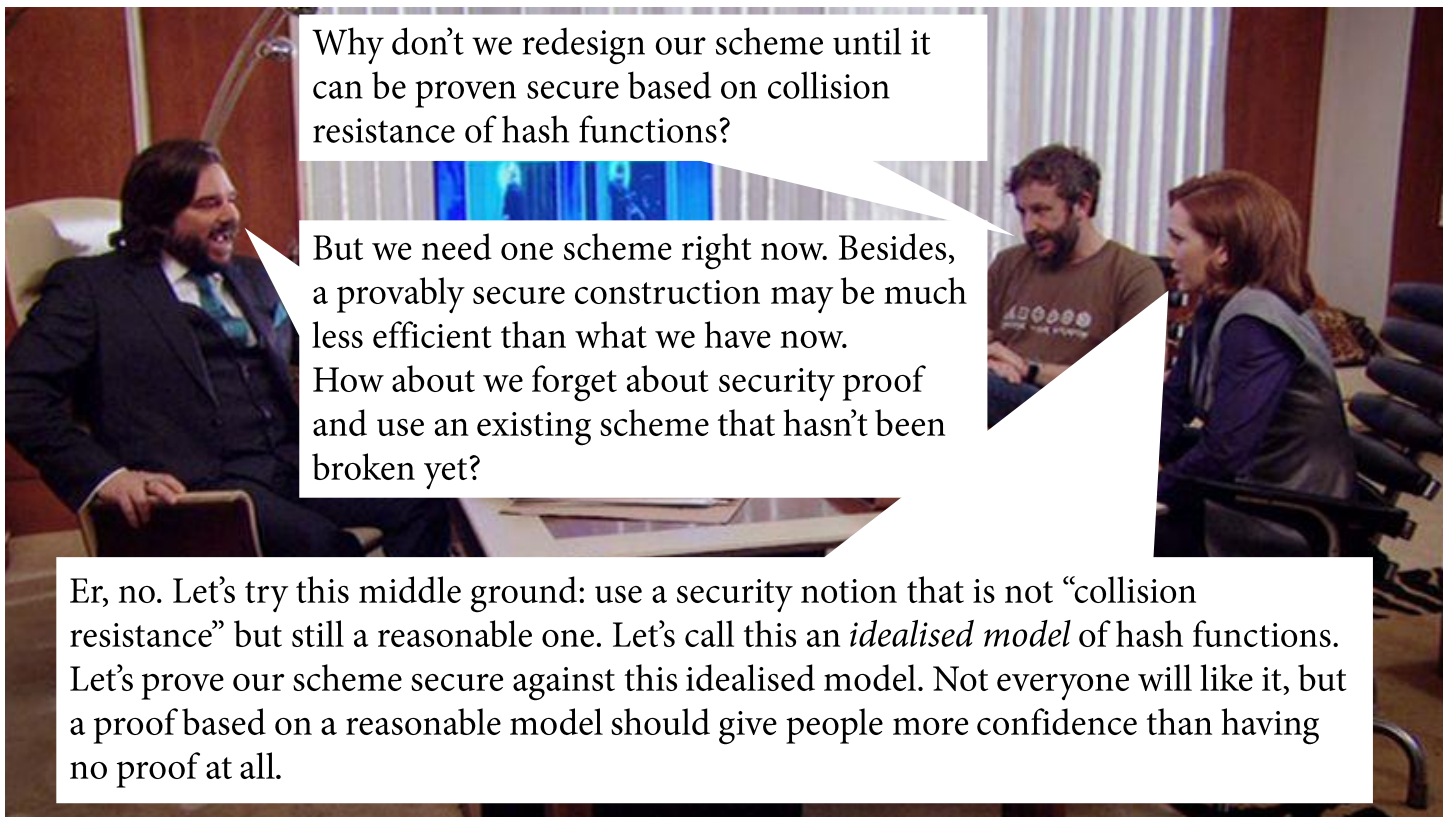 Why don’t we redesign our scheme until it
can be proven secure based on collision
resistance of hash functions?
But we need one scheme right now. Besides,
a provably secure construction may be much
less efficient than what we have now.
How about we forget about security proof
and use an existing scheme that hasn’t been
broken yet?
Er, no. Let’s try this middle ground: use a security notion that is not “collision
resistance” but still a reasonable one. Let’s call this an idealised model of hash functions.
Let’s prove our scheme secure against this idealised model. Not everyone will like it, but
a proof based on a reasonable model should give people more confidence than having
no proof at all.